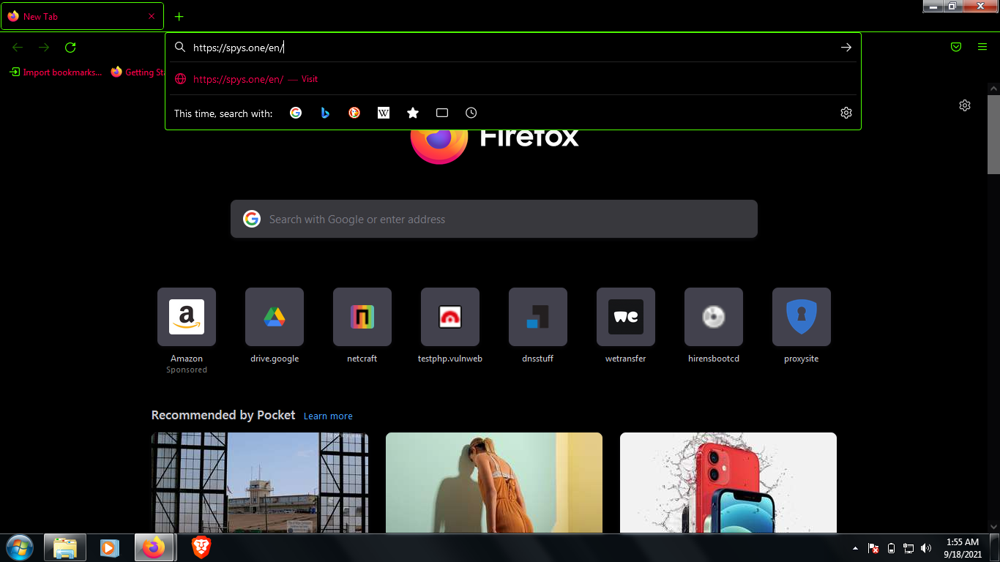 New Tab
https://spys.one/en/
Import bookmarks...
Getting Sta
https://spys.one/en/ — Visit
This time, search with:
W
Firefox
Search with Google or enter address
a
we
Amazon
Sponsored
drive.google
netcraft
testphp.vulnweb
dnsstuff
wetransfer
hirensbootcd
proxysite
Recommended by Pocket Learn more
1:55 AM
9/18/2021